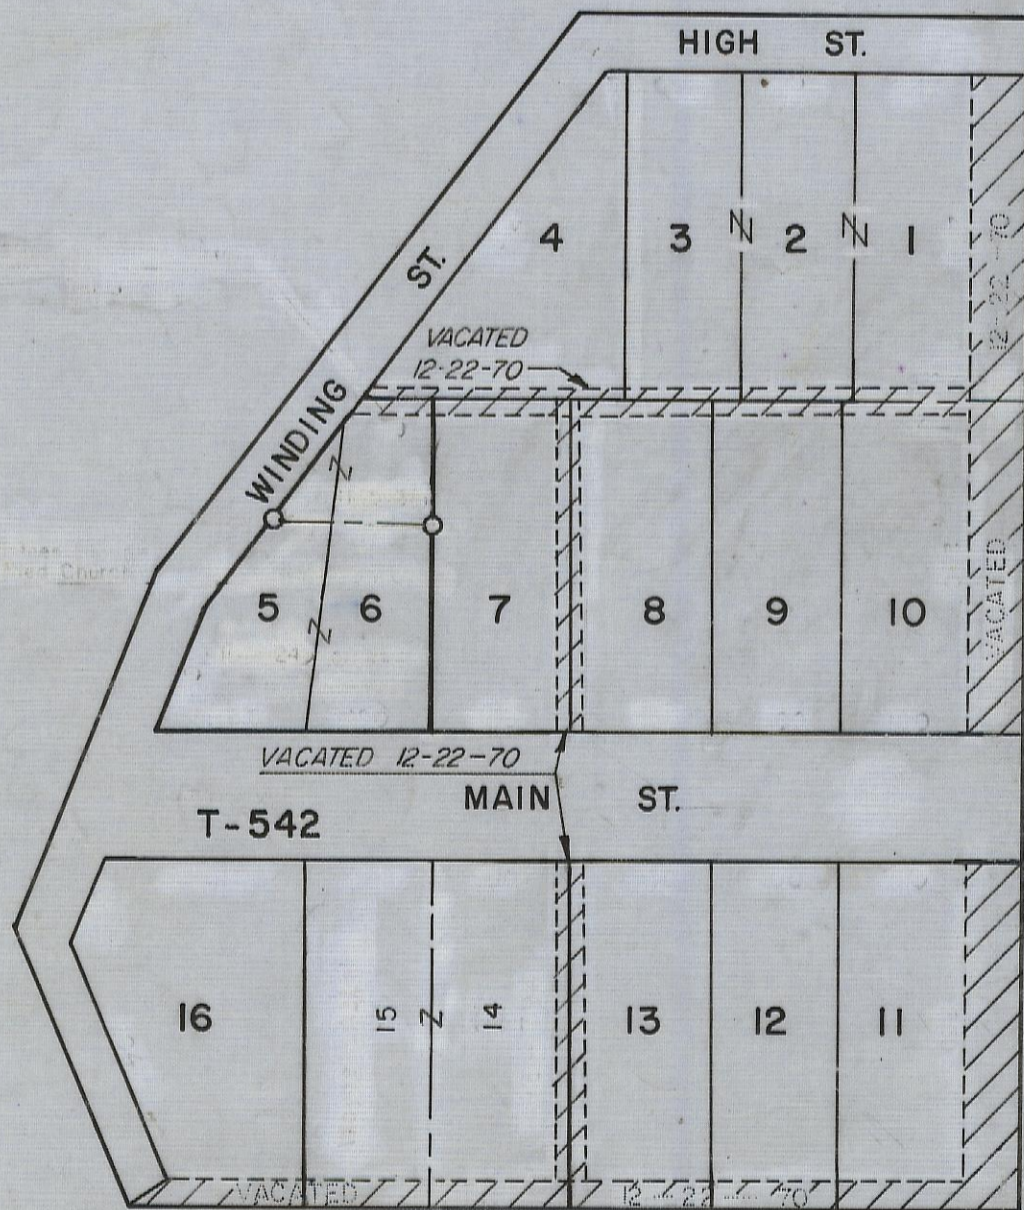 HIGH ST.
4 3 2 1
12-22-70
ST.
VACATED
12-22-70
WINDING
Church
5 6 7 8 9 10
VACATED
VACATED 12-22-70
MAIN ST.
T-542
16 15 14 13 12 11
VACATED 12-22-70